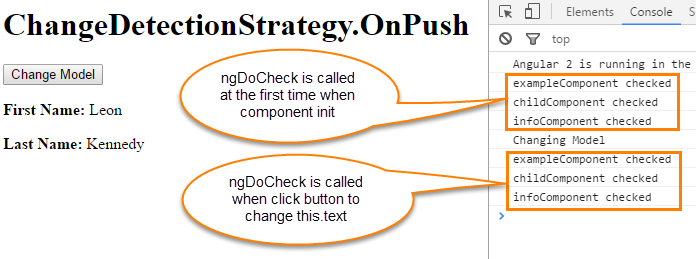 ChangeDetectionStrategy.OnPush
Change Model
First Name: Leon
Last Name: Kennedy
ngDoCheck is called
at the first time when
component init
ngDoCheck is called
when click button to
change this.text
Elements
Console
top
Angular 2 is running in the
exampleComponent checked
childComponent checked
infoComponent checked
Changing Model
exampleComponent checked
childComponent checked
infoComponent checked
>